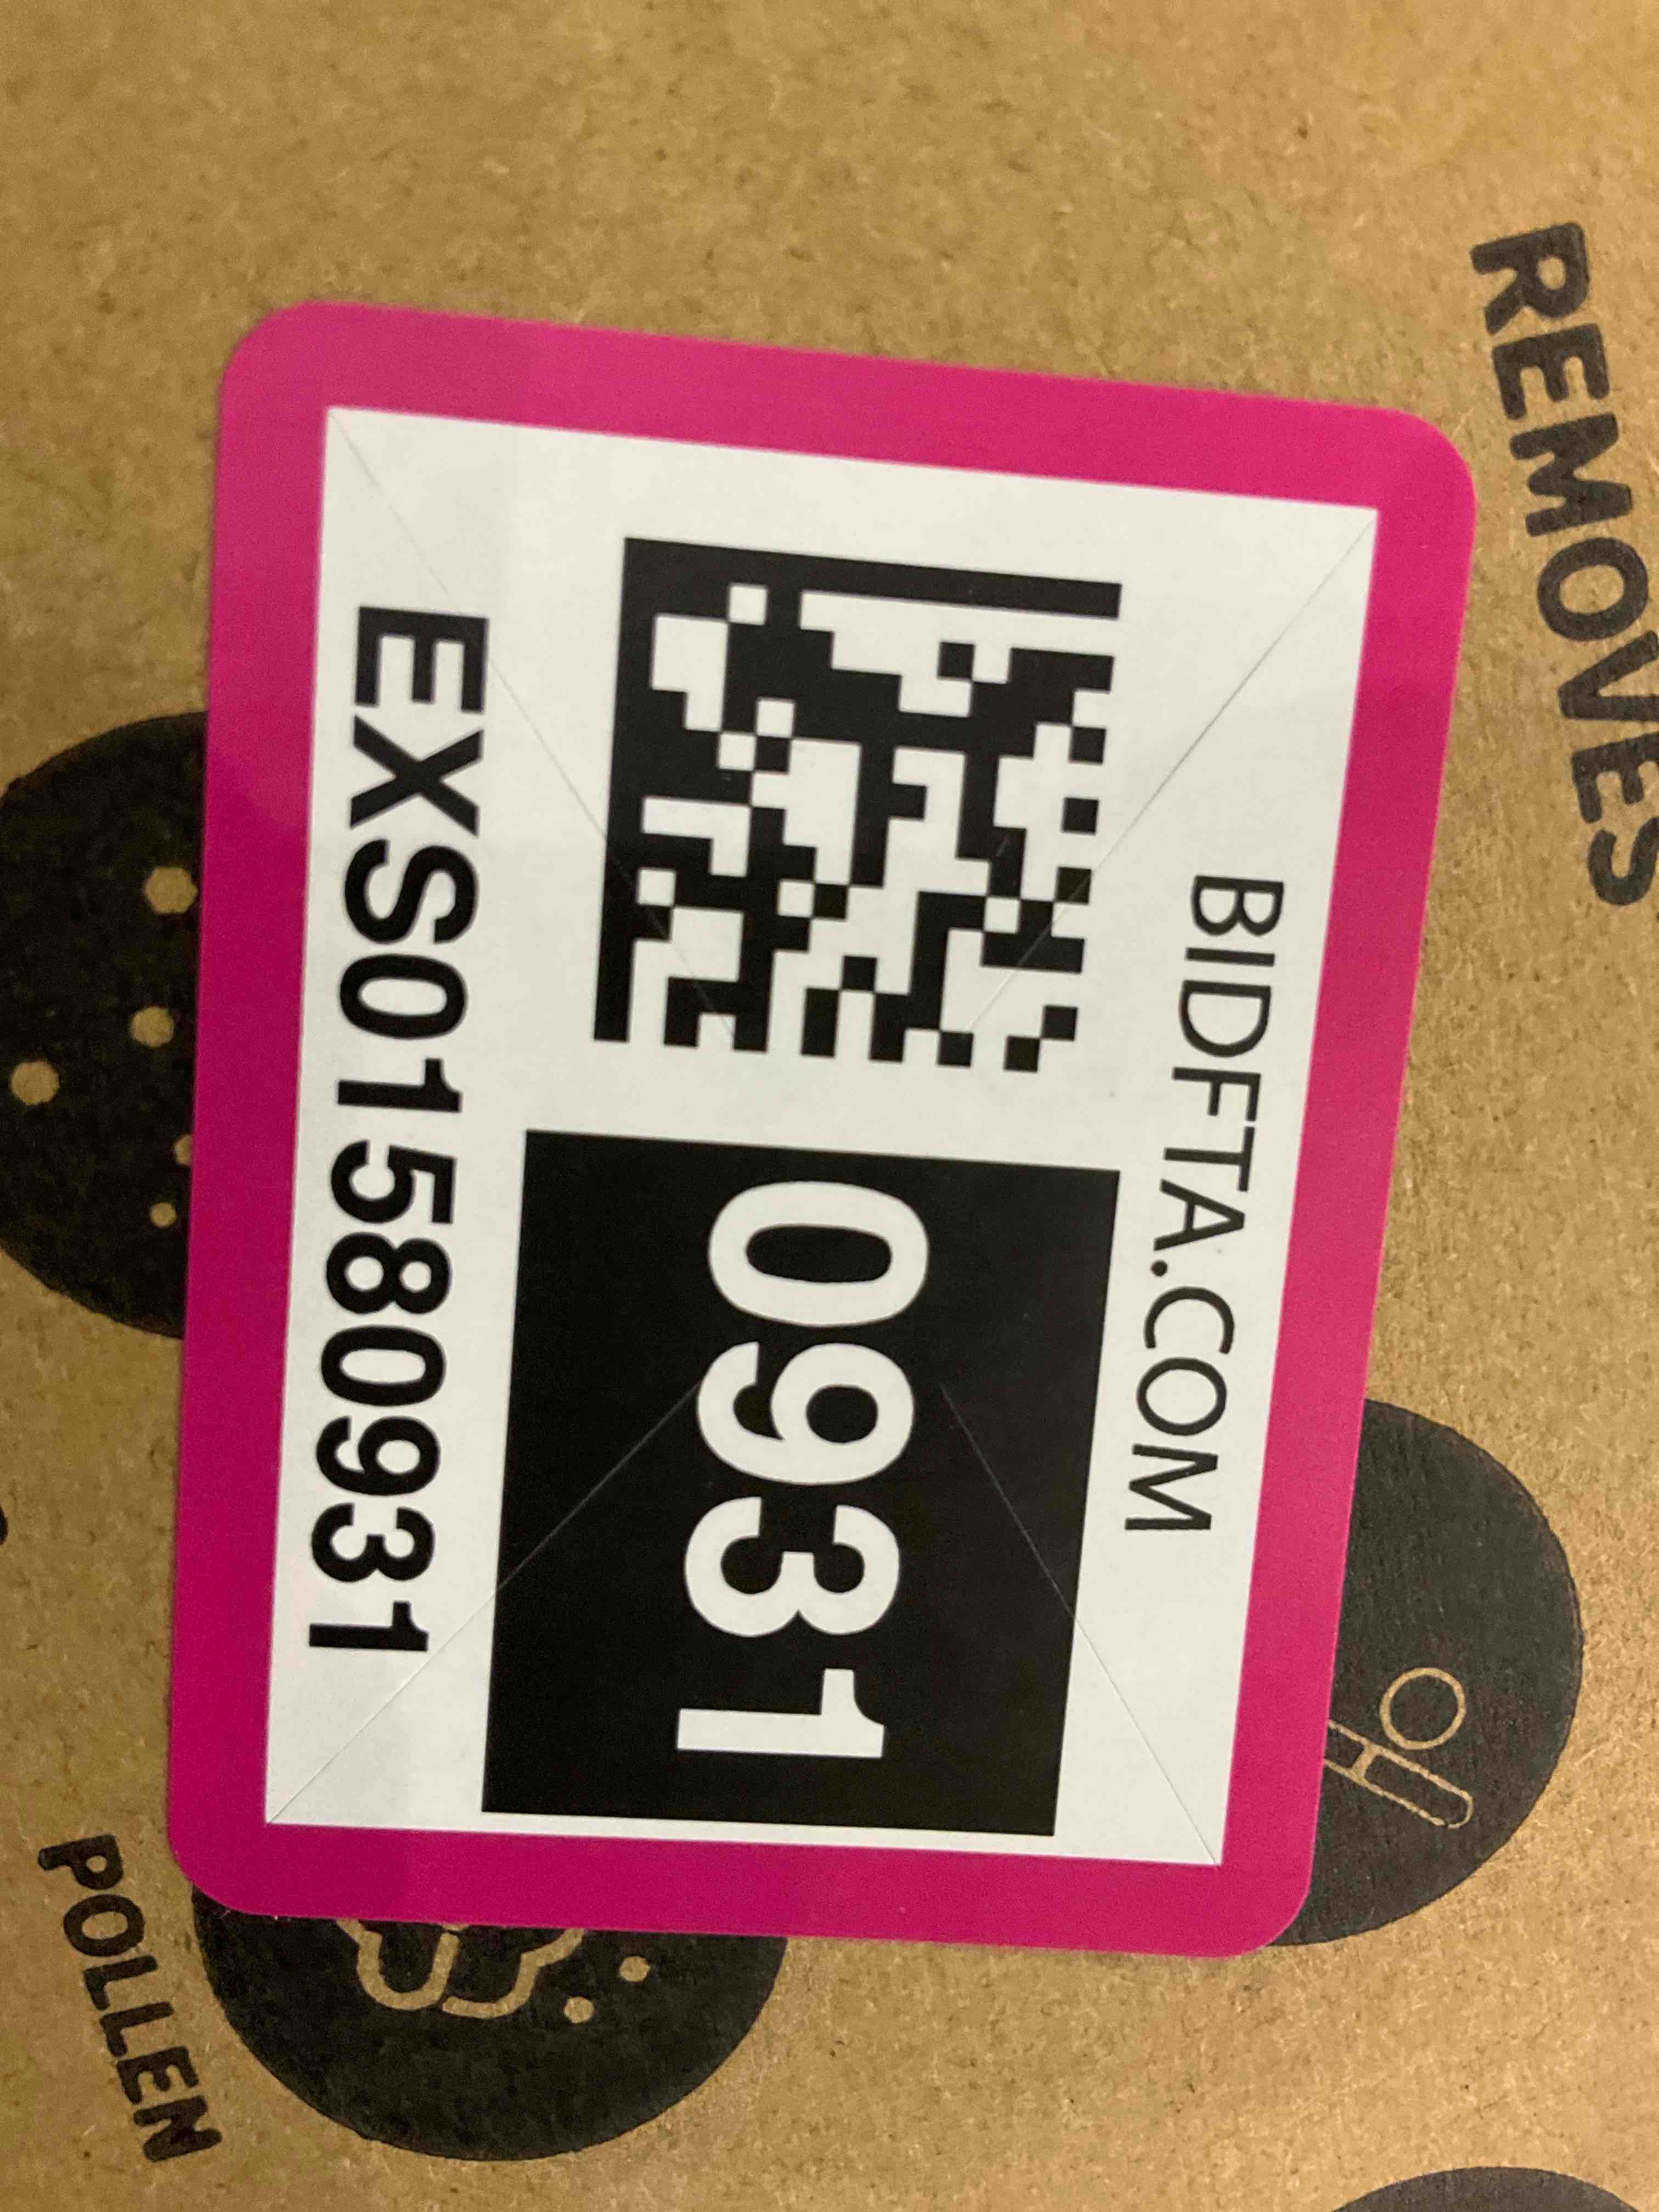 REMOVES
BIDFTA.COM
0931
EXS01580931
POLLEN